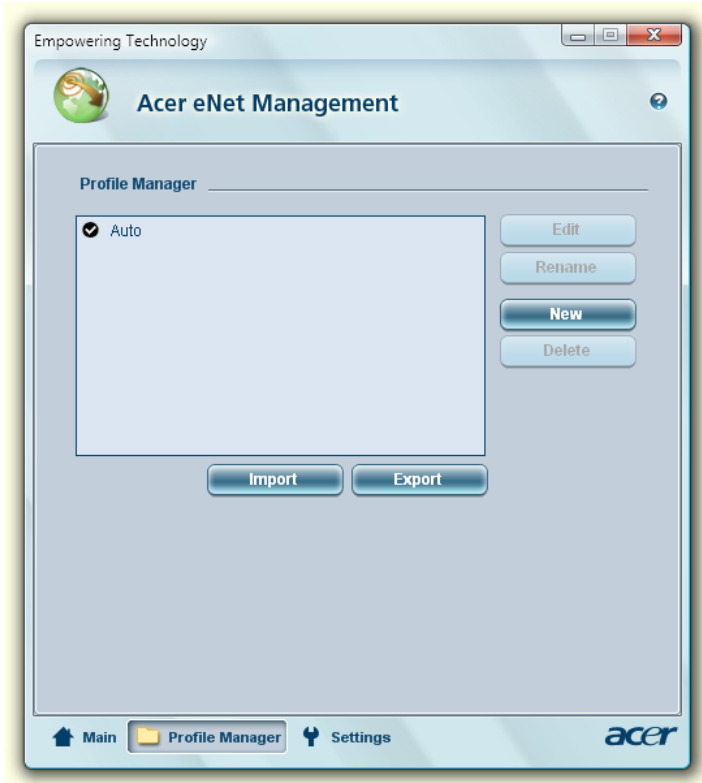 Empowering Technology
Acer eNet Management
Profile Manager
Auto
Edit
Rename
New
Delete
Import Export
Main Profile Manager Settings acer